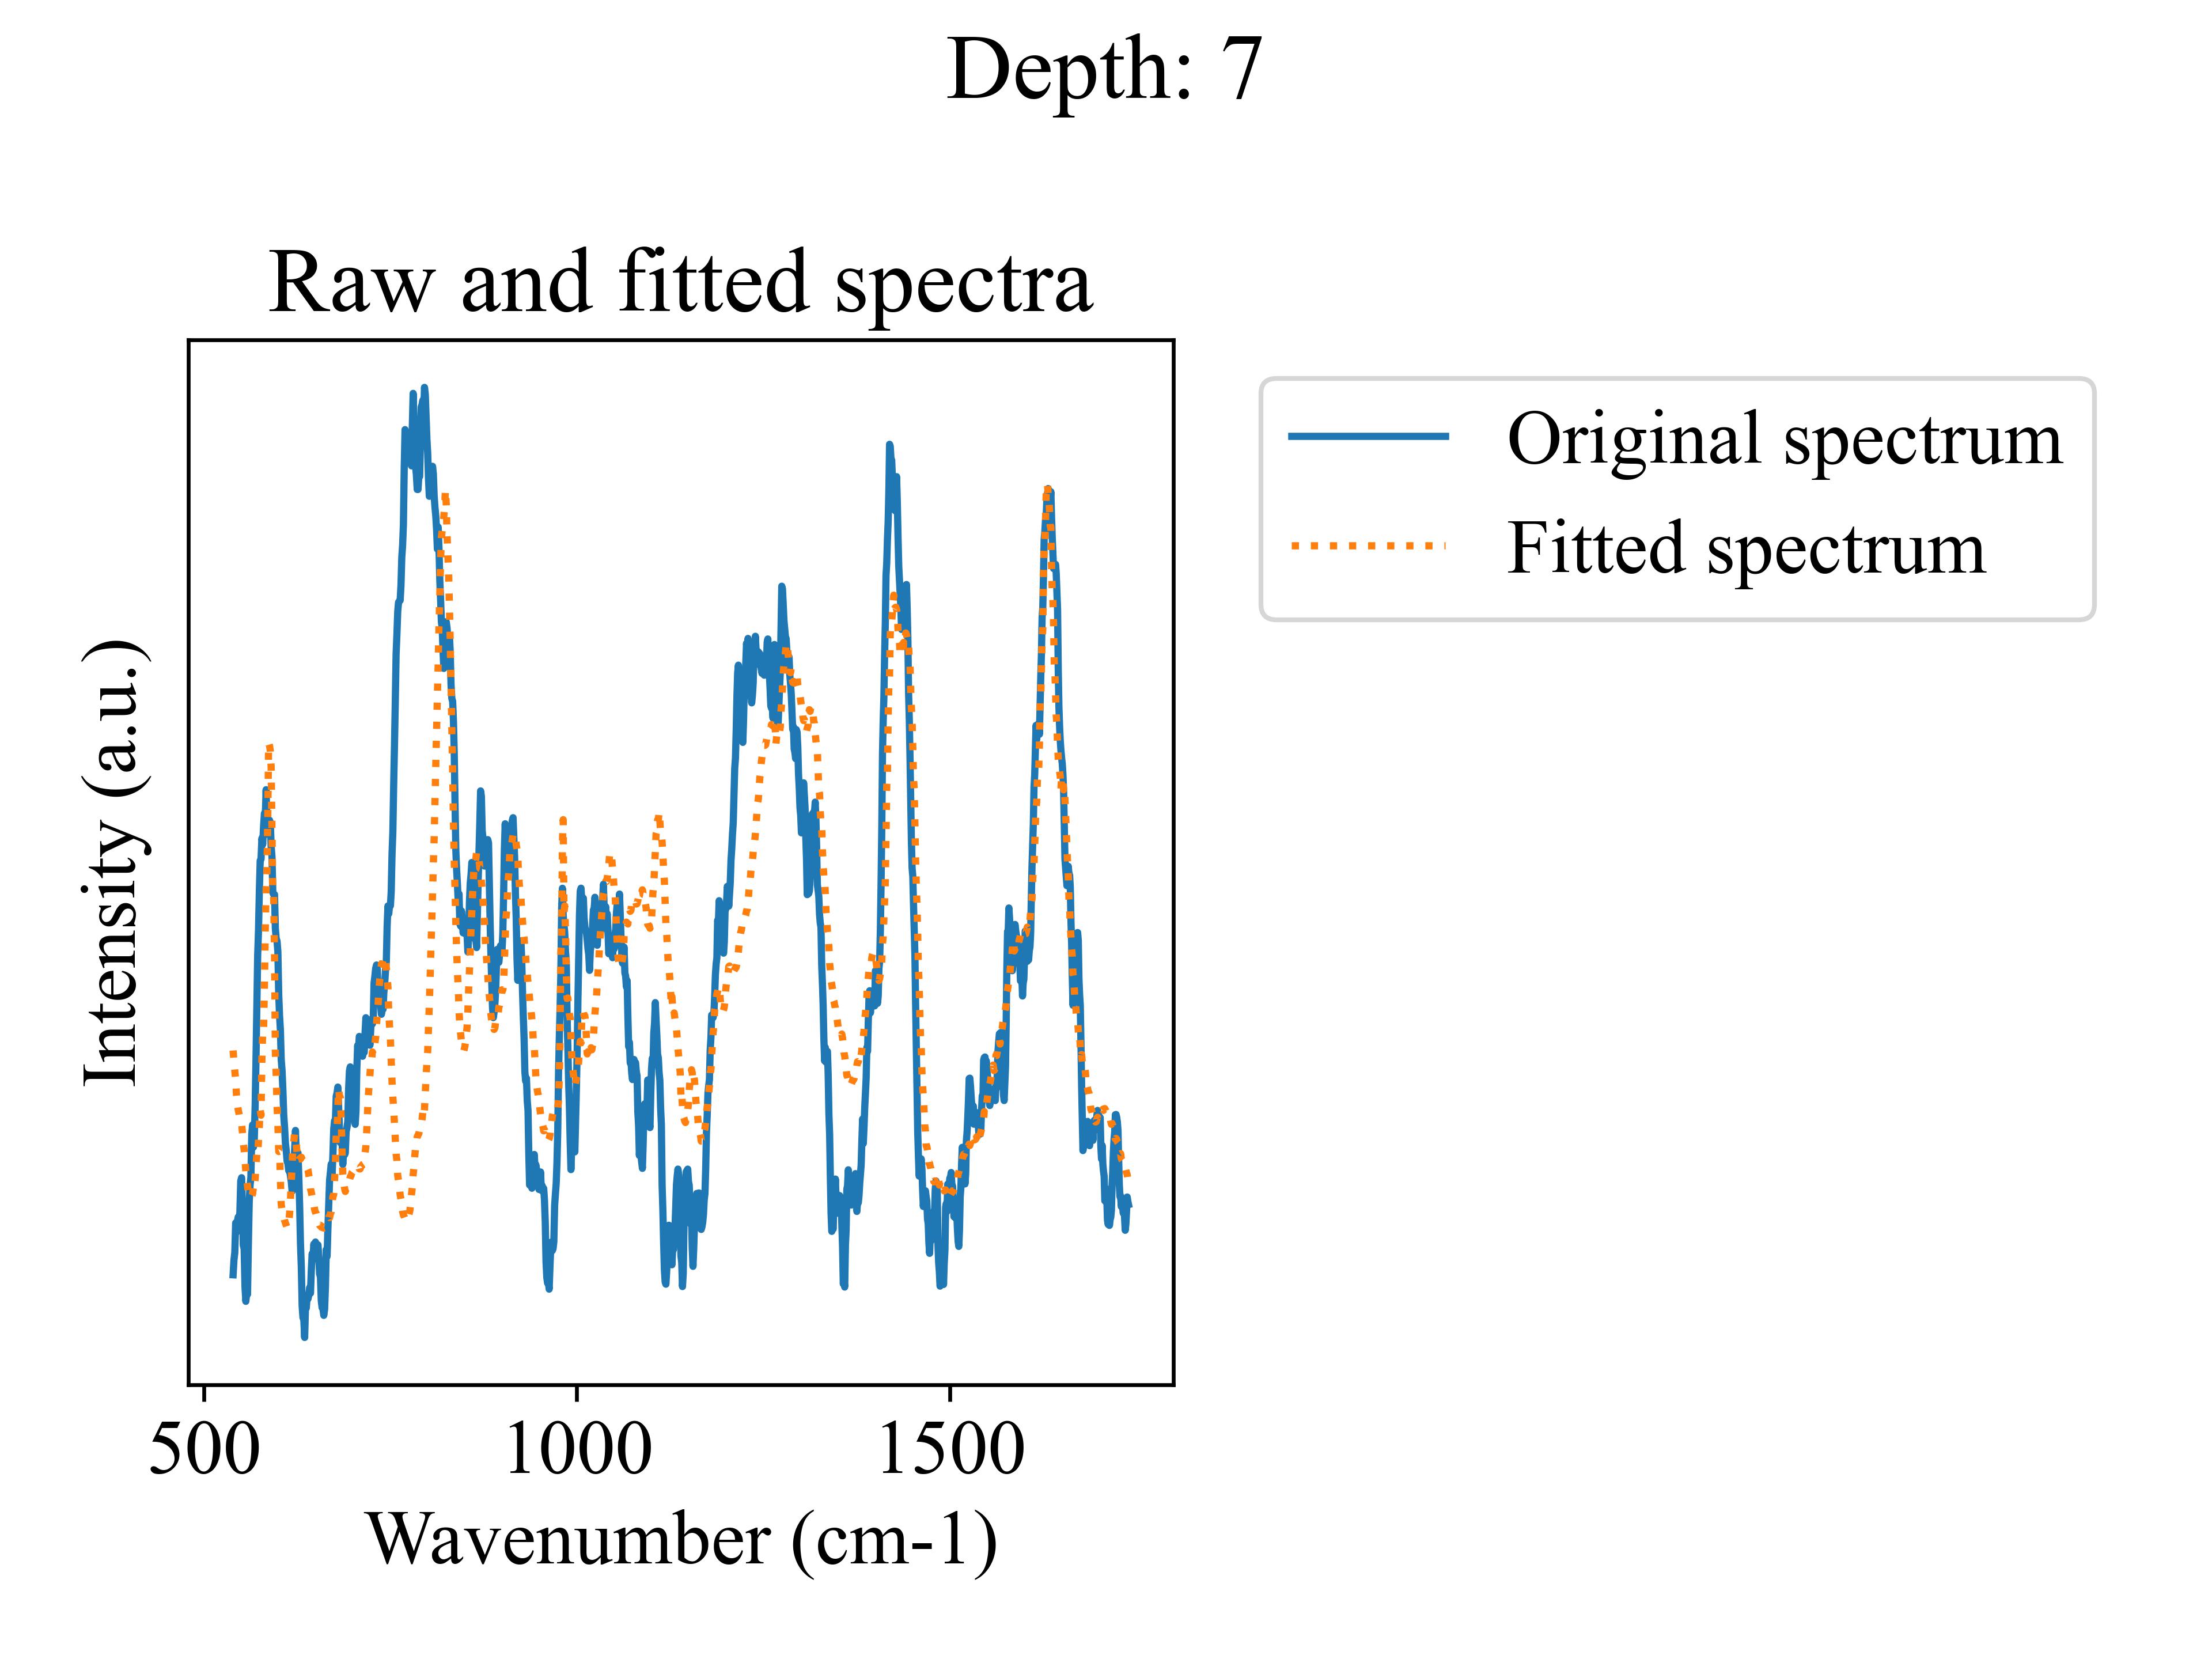 Depth: 7
Raw and fitted spectra
Original spectrum
Fitted spectrum
Intensity (a.u.)
500 1000 1500
Wavenumber (cm-1)